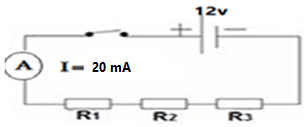 12v
+ −
A I= 20 mA
R1 R2 R3